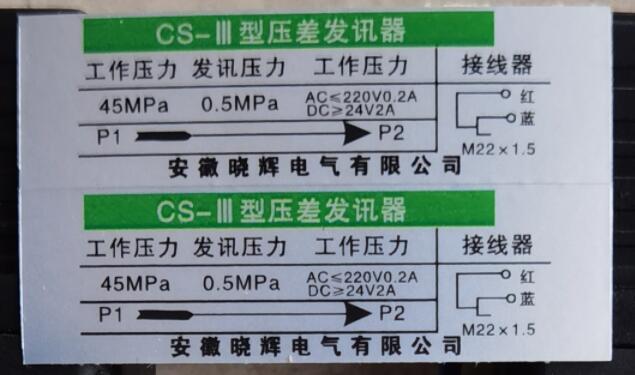 CS-Ⅲ型压差发讯器
工作压力 发讯压力 工作压力 接线器
45MPa 0.5MPa AC≤220V0.2A 红
DC≥24V2A 蓝
P1 P2
M22×1.5
安徽晓辉电气有限公司
CS-Ⅲ型压差发讯器
工作压力 发讯压力 工作压力 接线器
45MPa 0.5MPa AC≤220V0.2A 红
DC≥24V2A 蓝
P1 P2
M22×1.5
安徽晓辉电气有限公司